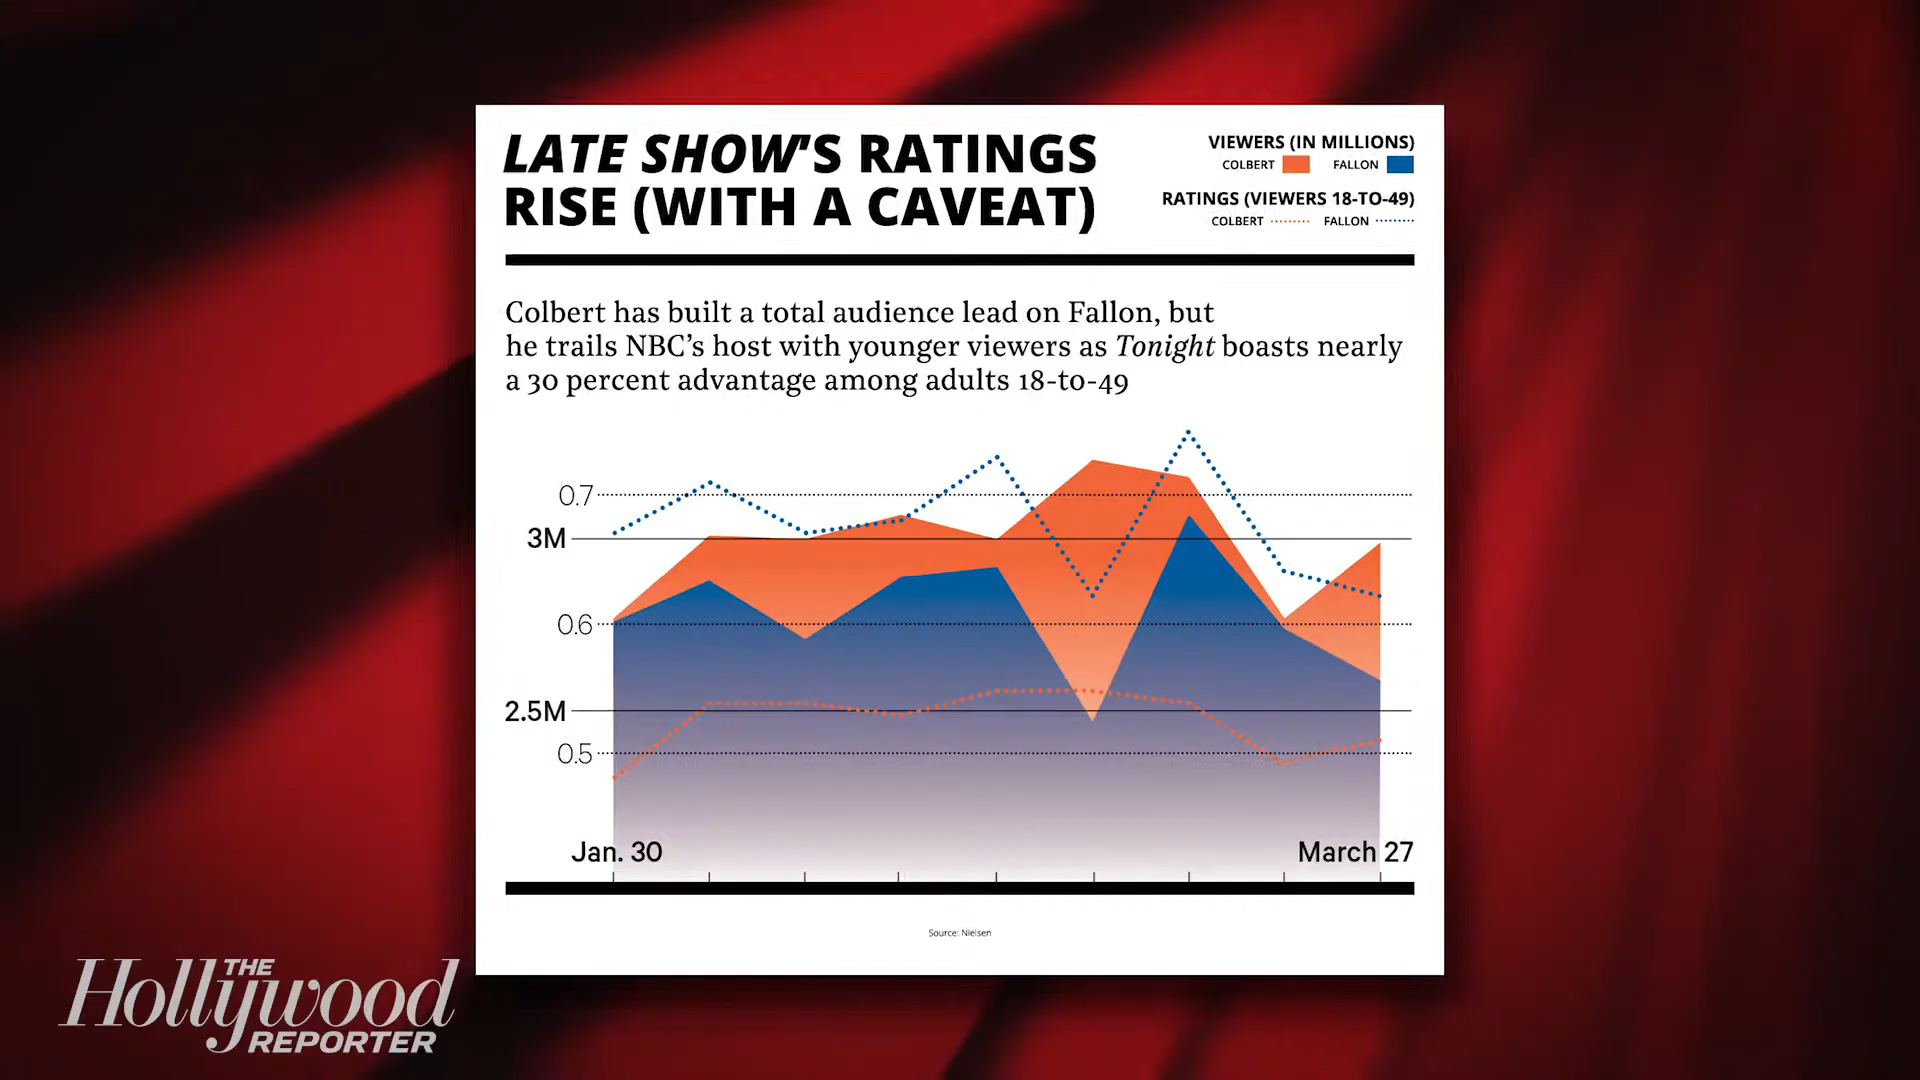 LATE SHOW'S RATINGS
RISE (WITH A CAVEAT)
VIEWERS (IN MILLIONS)
COLBERT FALLON
RATINGS (VIEWERS 18-TO-49)
COLBERT FALLON
Colbert has built a total audience lead on Fallon, but
he trails NBC’s host with younger viewers as Tonight boasts nearly
a 30 percent advantage among adults 18-to-49
0.7
3M
0.6
2.5M
0.5
Jan. 30 March 27
Source: Nielsen
THE
Hollywood
REPORTER